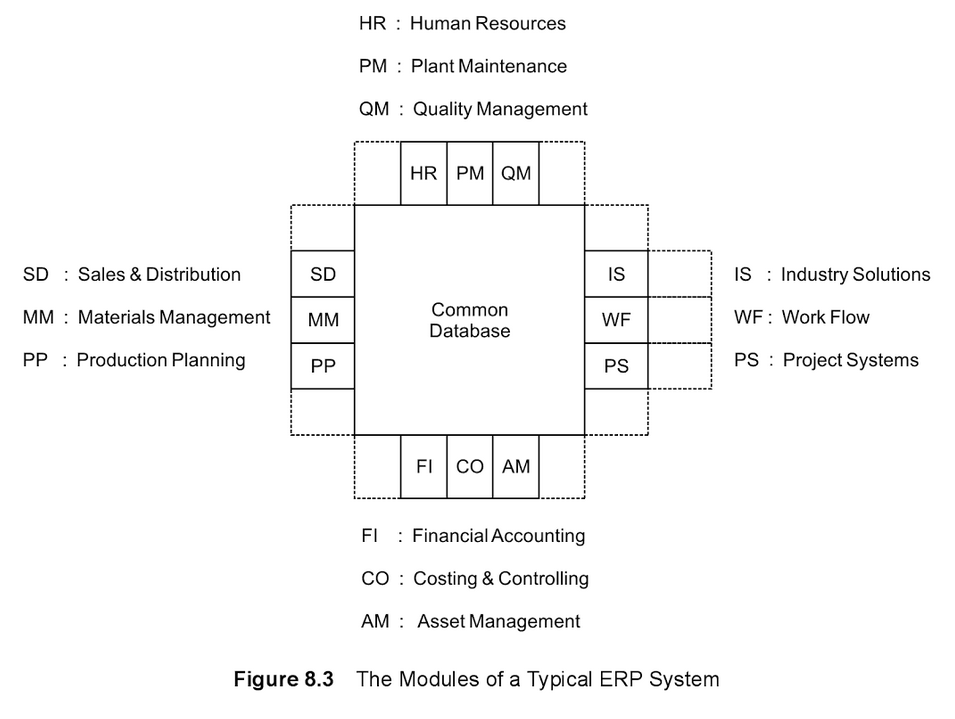 HR : Human Resources
PM : Plant Maintenance
QM : Quality Management
HR PM QM
SD : Sales & Distribution
MM : Materials Management
PP : Production Planning
SD
MM
PP
Common
Database
IS
WF
PS
IS : Industry Solutions
WF : Work Flow
PS : Project Systems
FI CO AM
FI : Financial Accounting
CO : Costing & Controlling
AM : Asset Management
Figure 8.3 The Modules of a Typical ERP System